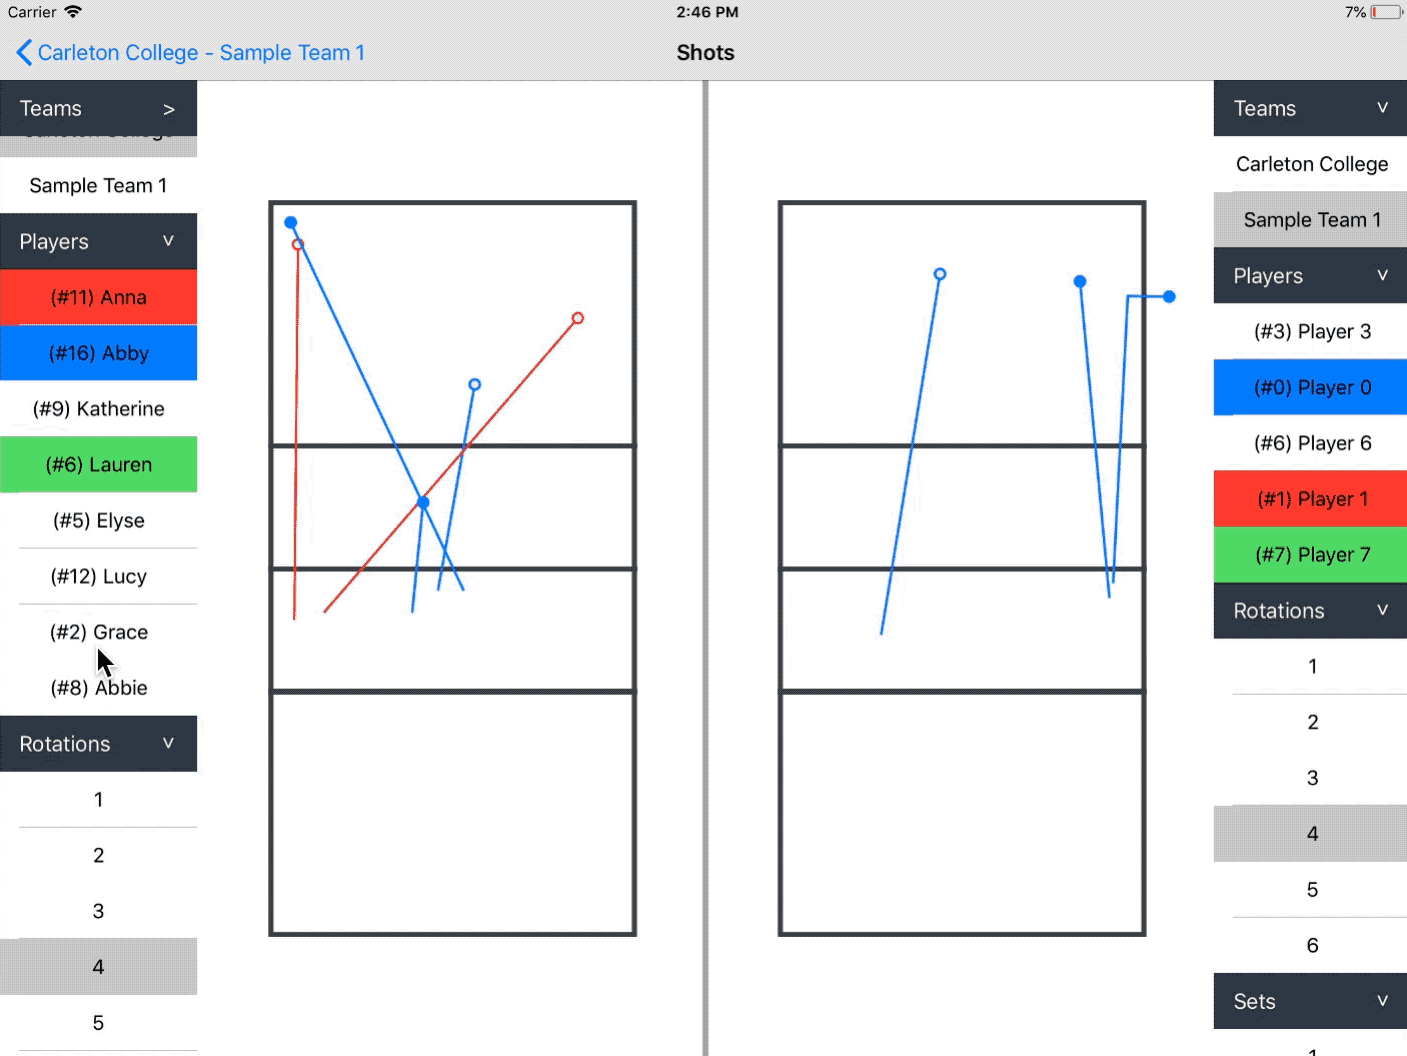 Carrier
2:46 PM
7%
Carleton College - Sample Team 1
Shots
Teams >
Carleton College
Sample Team 1
Players v
(#11) Anna
(#16) Abby
(#9) Katherine
(#6) Lauren
(#5) Elyse
(#12) Lucy
(#2) Grace
(#8) Abbie
Rotations v
1
2
3
4
5
Teams v
Carleton College
Sample Team 1
Players v
(#3) Player 3
(#0) Player 0
(#6) Player 6
(#1) Player 1
(#7) Player 7
Rotations v
1
2
3
4
5
6
Sets v
1